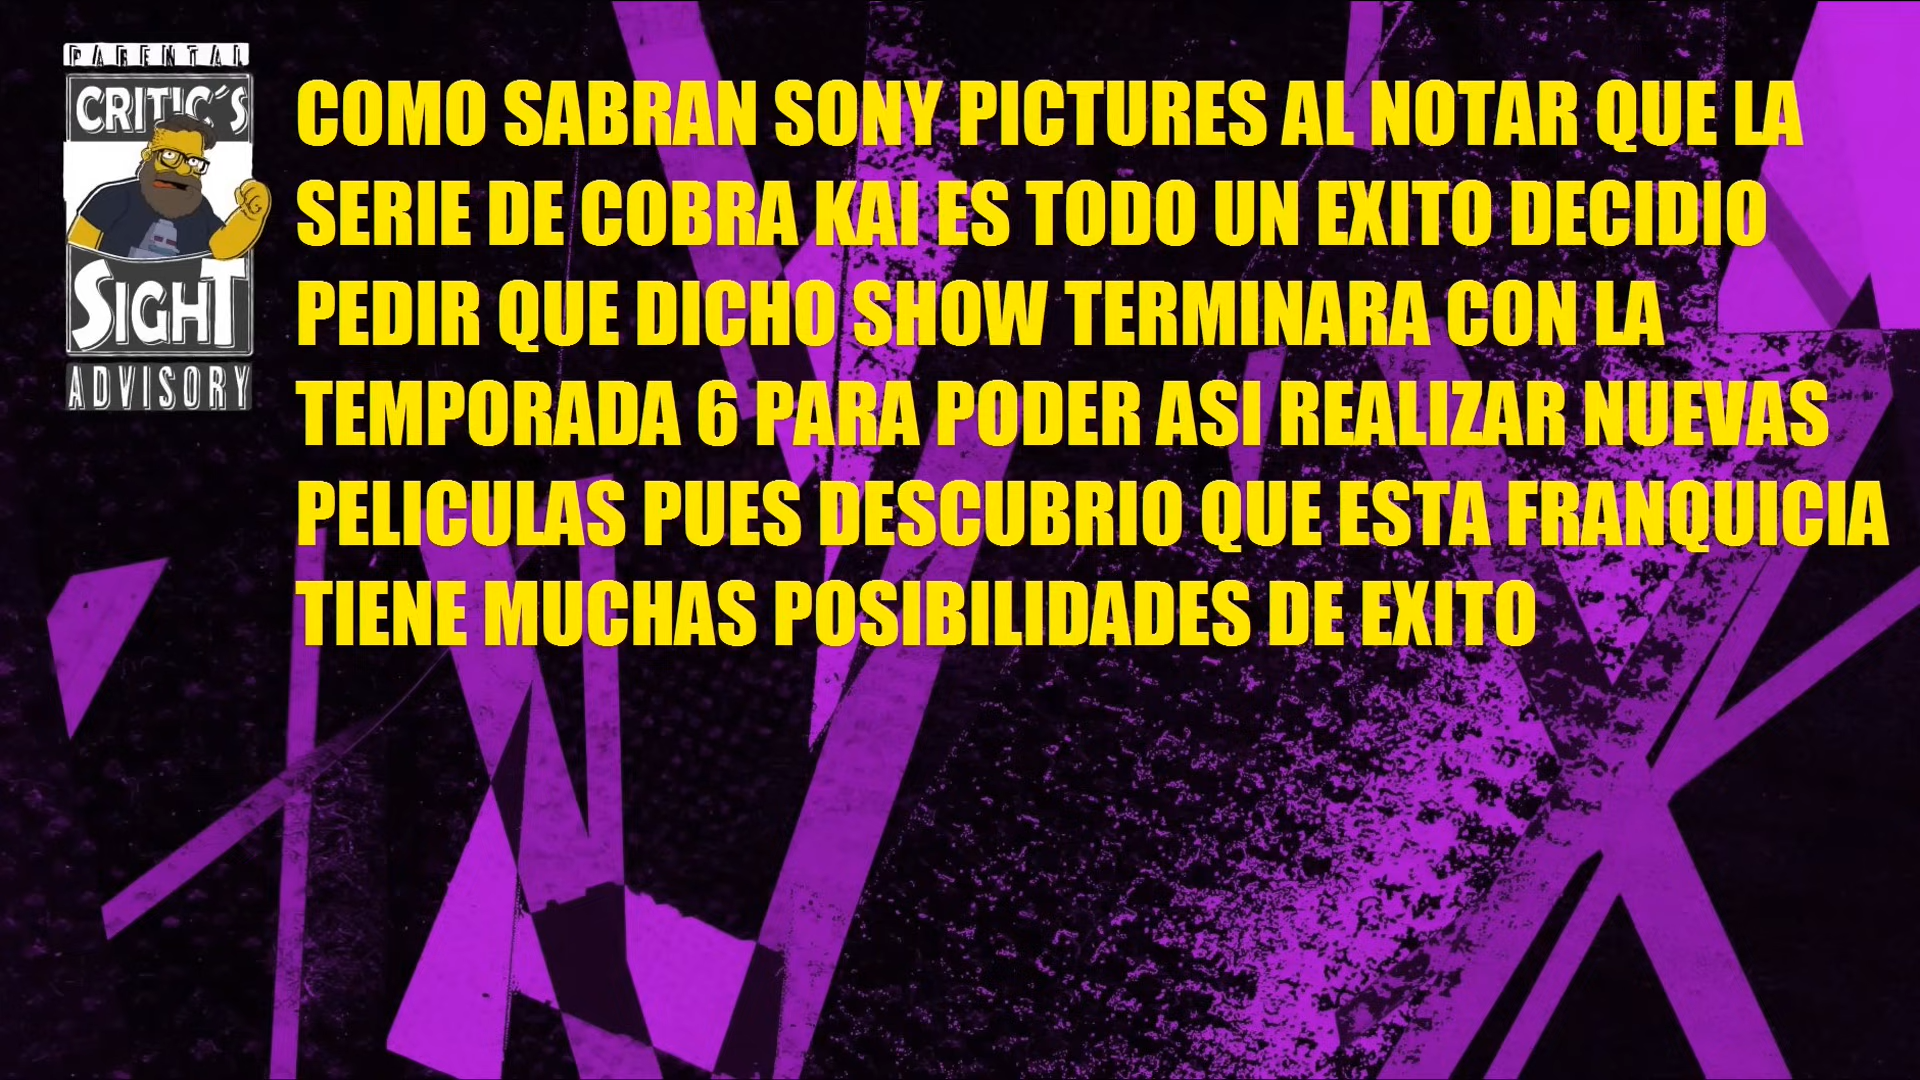 PARENTAL
CRITIC´S
SIGHT
ADVISORY
COMO SABRAN SONY PICTURES AL NOTAR QUE LA
SERIE DE COBRA KAI ES TODO UN EXITO DECIDIO
PEDIR QUE DICHO SHOW TERMINARA CON LA
TEMPORADA 6 PARA PODER ASI REALIZAR NUEVAS
PELICULAS PUES DESCUBRIO QUE ESTA FRANQUICIA
TIENE MUCHAS POSIBILIDADES DE EXITO